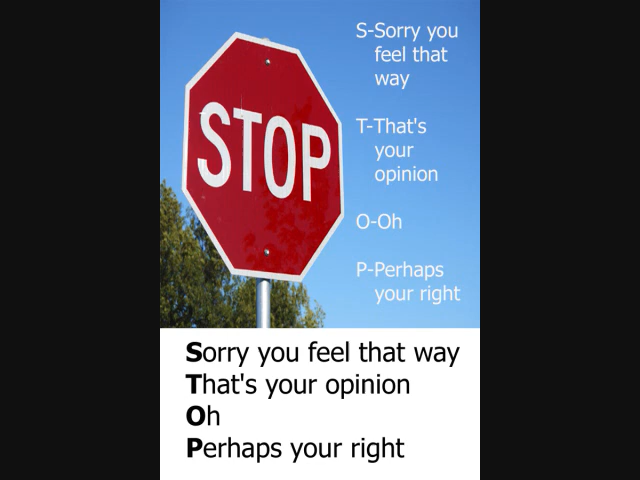 STOP
S-Sorry you
feel that
way
T-That's
your
opinion
O-Oh
P-Perhaps
your right
Sorry you feel that way
That's your opinion
Oh
Perhaps your right